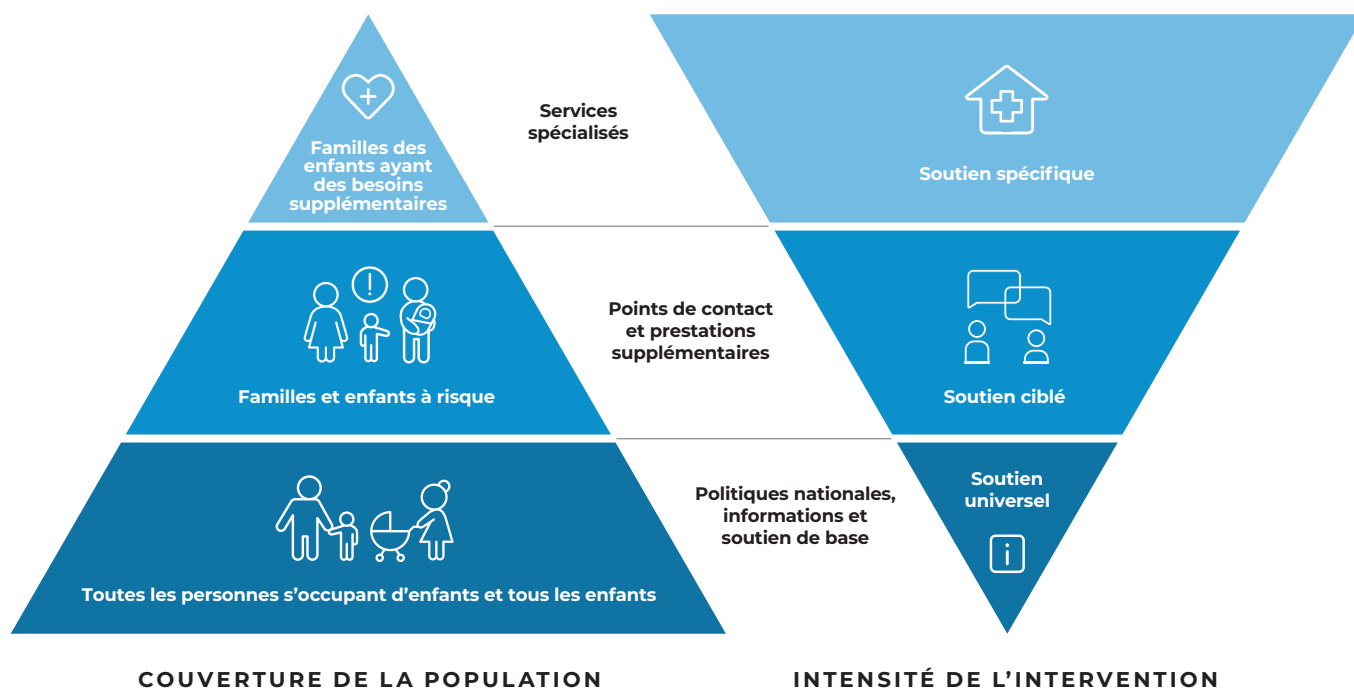 Familles des
enfants ayant
des besoins
supplémentaires
Services
spécialisés
Soutien spécifique
Familles et enfants à risque
Points de contact
et prestations
supplémentaires
Soutien ciblé
Toutes les personnes s’occupant d’enfants et tous les enfants
Politiques nationales,
informations et
soutien de base
Soutien
universel
i
COUVERTURE DE LA POPULATION
INTENSITÉ DE L’INTERVENTION